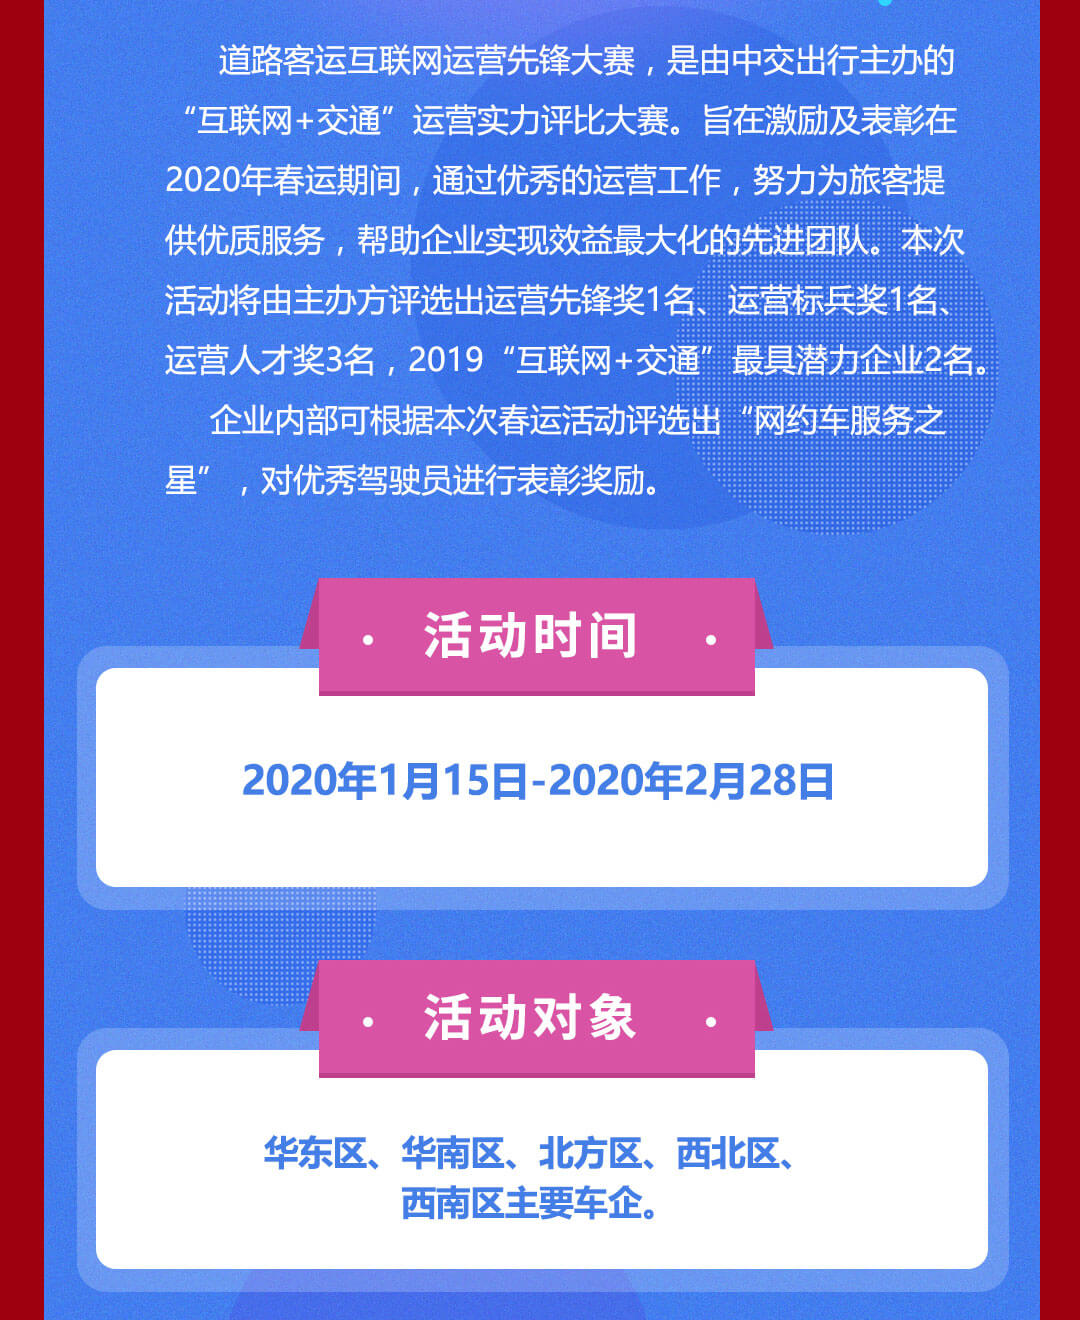 道路客运互联网运营先锋大赛，是由中交出行主办的
“互联网+交通”运营实力评比大赛。旨在激励及表彰在
2020年春运期间，通过优秀的运营工作，努力为旅客提
供优质服务，帮助企业实现效益最大化的先进团队。本次
活动将由主办方评选出运营先锋奖1名、运营标兵奖1名、
运营人才奖3名，2019“互联网+交通”最具潜力企业2名。
企业内部可根据本次春运活动评选出“网约车服务之
星”，对优秀驾驶员进行表彰奖励。
· 活动时间 ·
2020年1月15日-2020年2月28日
· 活动对象 ·
华东区、华南区、北方区、西北区、
西南区主要车企。